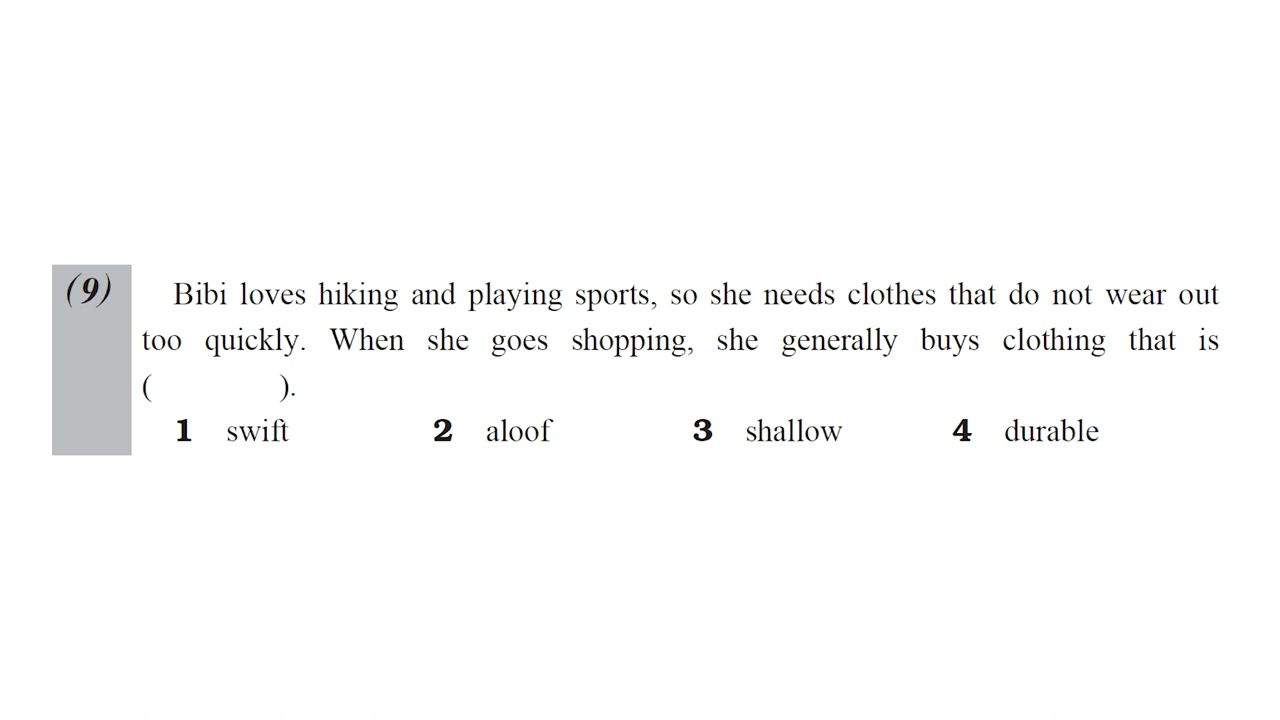 (9) Bibi loves hiking and playing sports, so she needs clothes that do not wear out
too quickly. When she goes shopping, she generally buys clothing that is
( ).
1 swift 2 aloof 3 shallow 4 durable